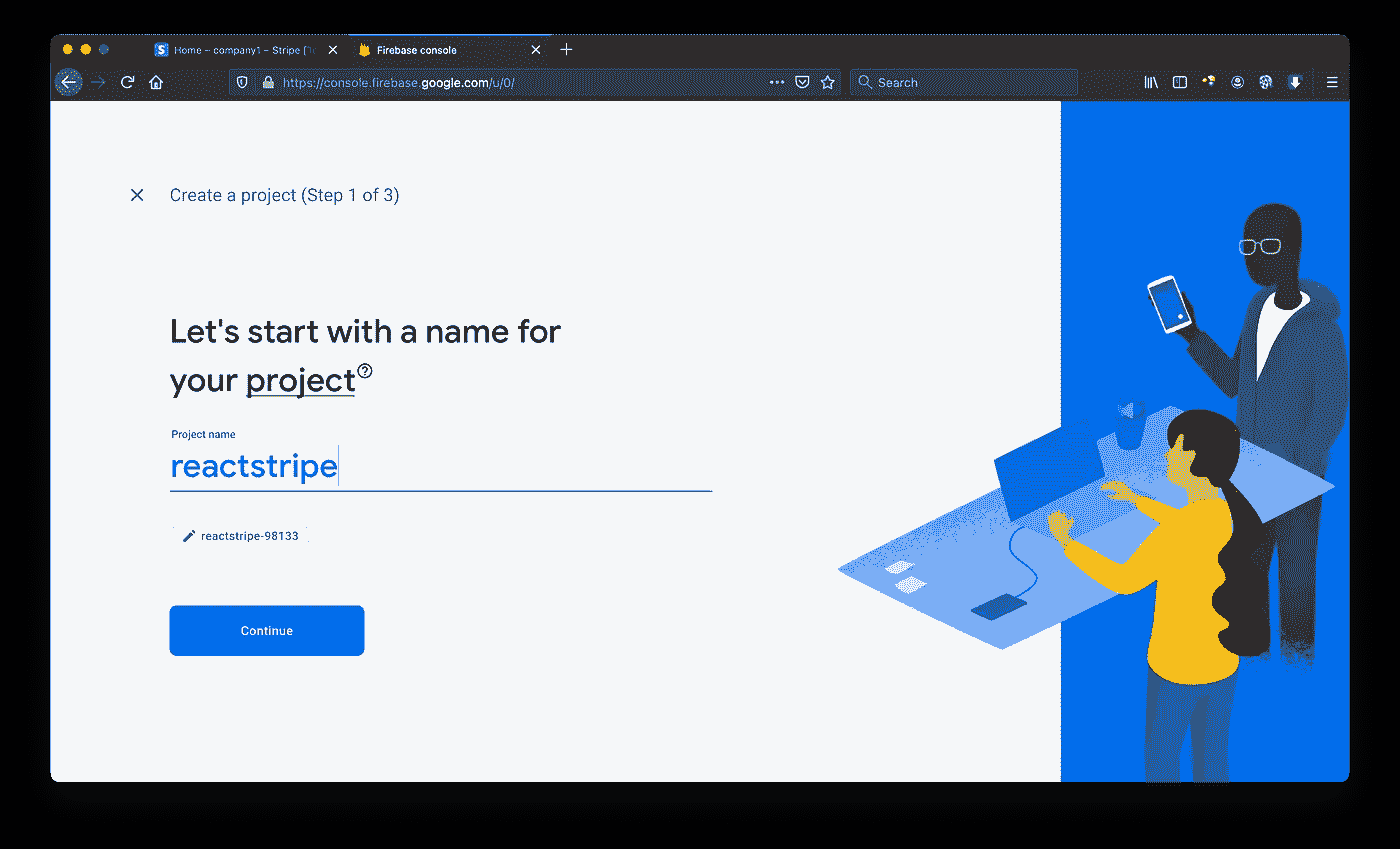 Home – company1 – Stripe [T
Firebase console
https://console.firebase.google.com/u/0/
Search
Create a project (Step 1 of 3)
Let's start with a name for
your project
Project name
reactstripe
reactstripe-98133
Continue